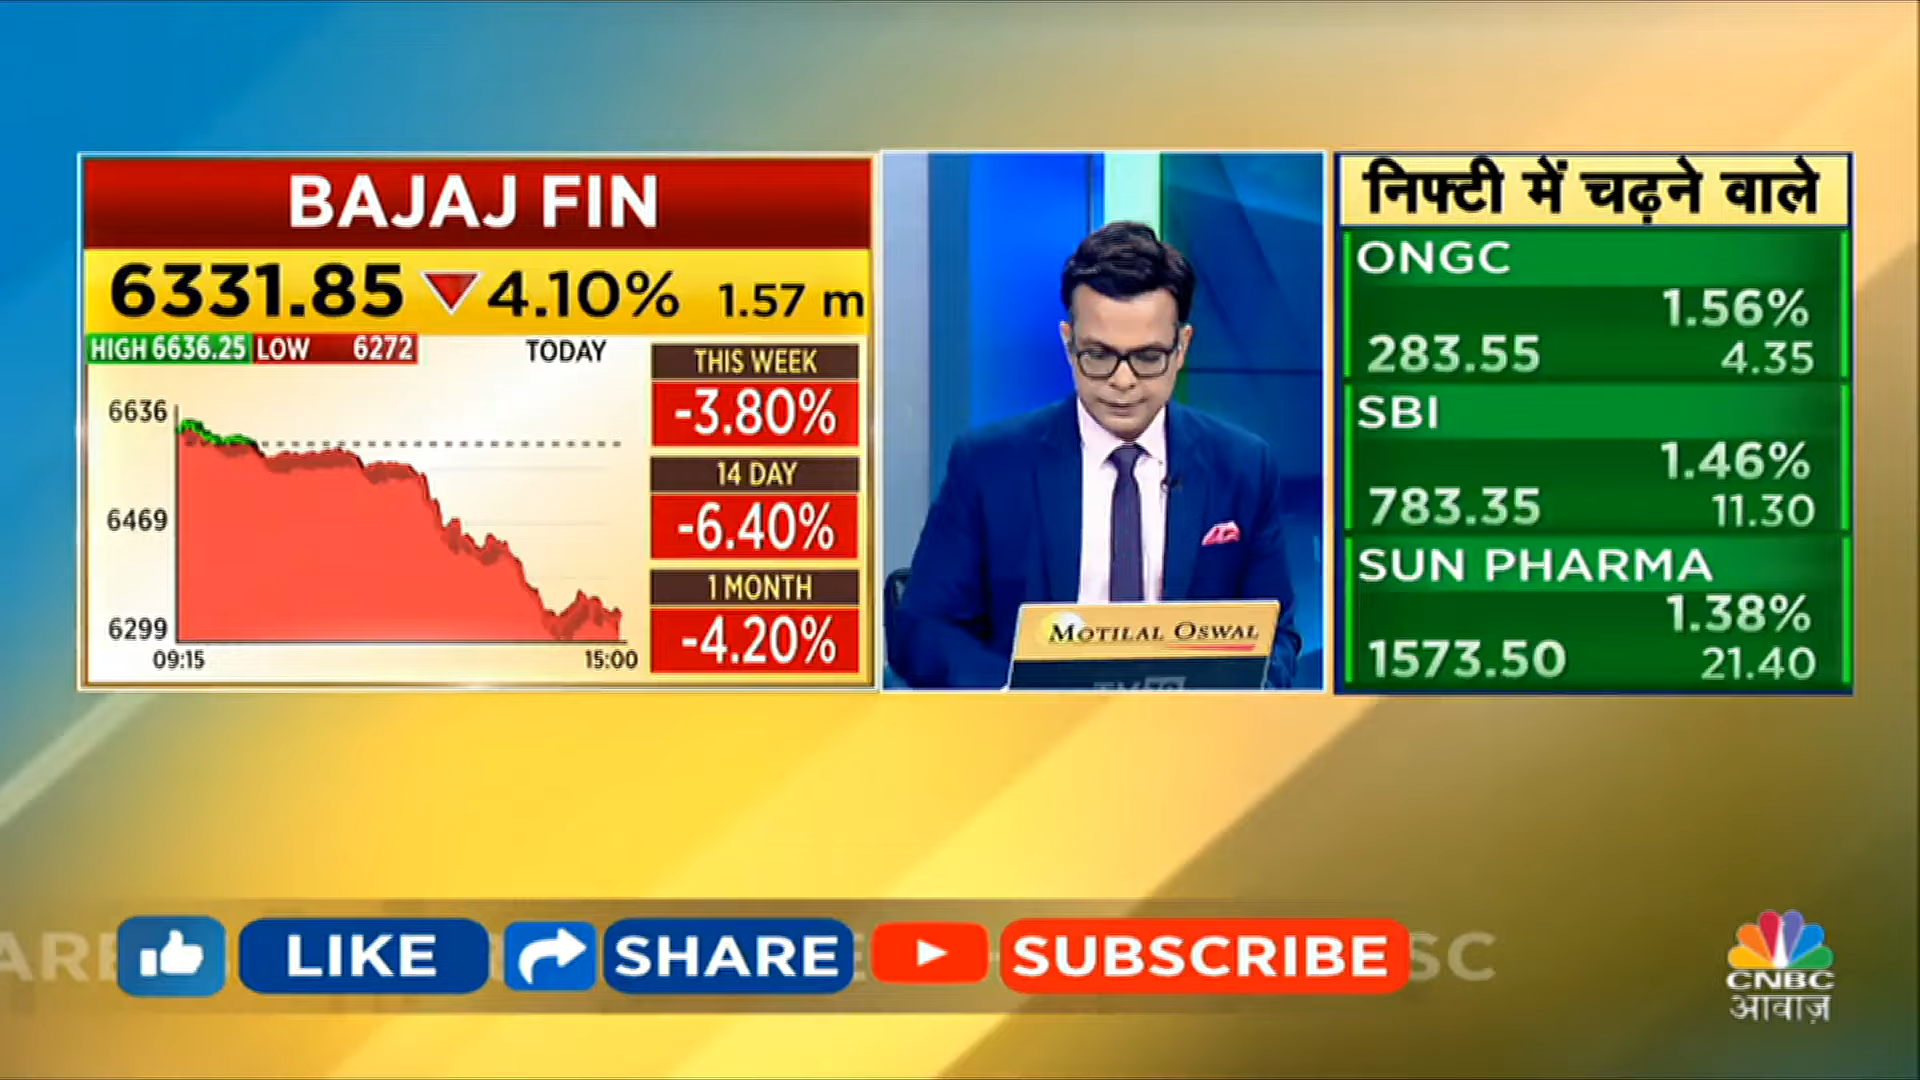 BAJAJ FIN
6331.85 4.10% 1.57 m
HIGH 6636.25 LOW 6272 TODAY
6636
6469
6299
09:15 15:00
THIS WEEK
-3.80%
14 DAY
-6.40%
1 MONTH
-4.20%
MOTILAL OSWAL
निफ्टी में चढ़ने वाले
ONGC
1.56%
283.55 4.35
SBI
1.46%
783.35 11.30
SUN PHARMA
1.38%
1573.50 21.40
LIKE SHARE SUBSCRIBE
CNBC
आवाज़